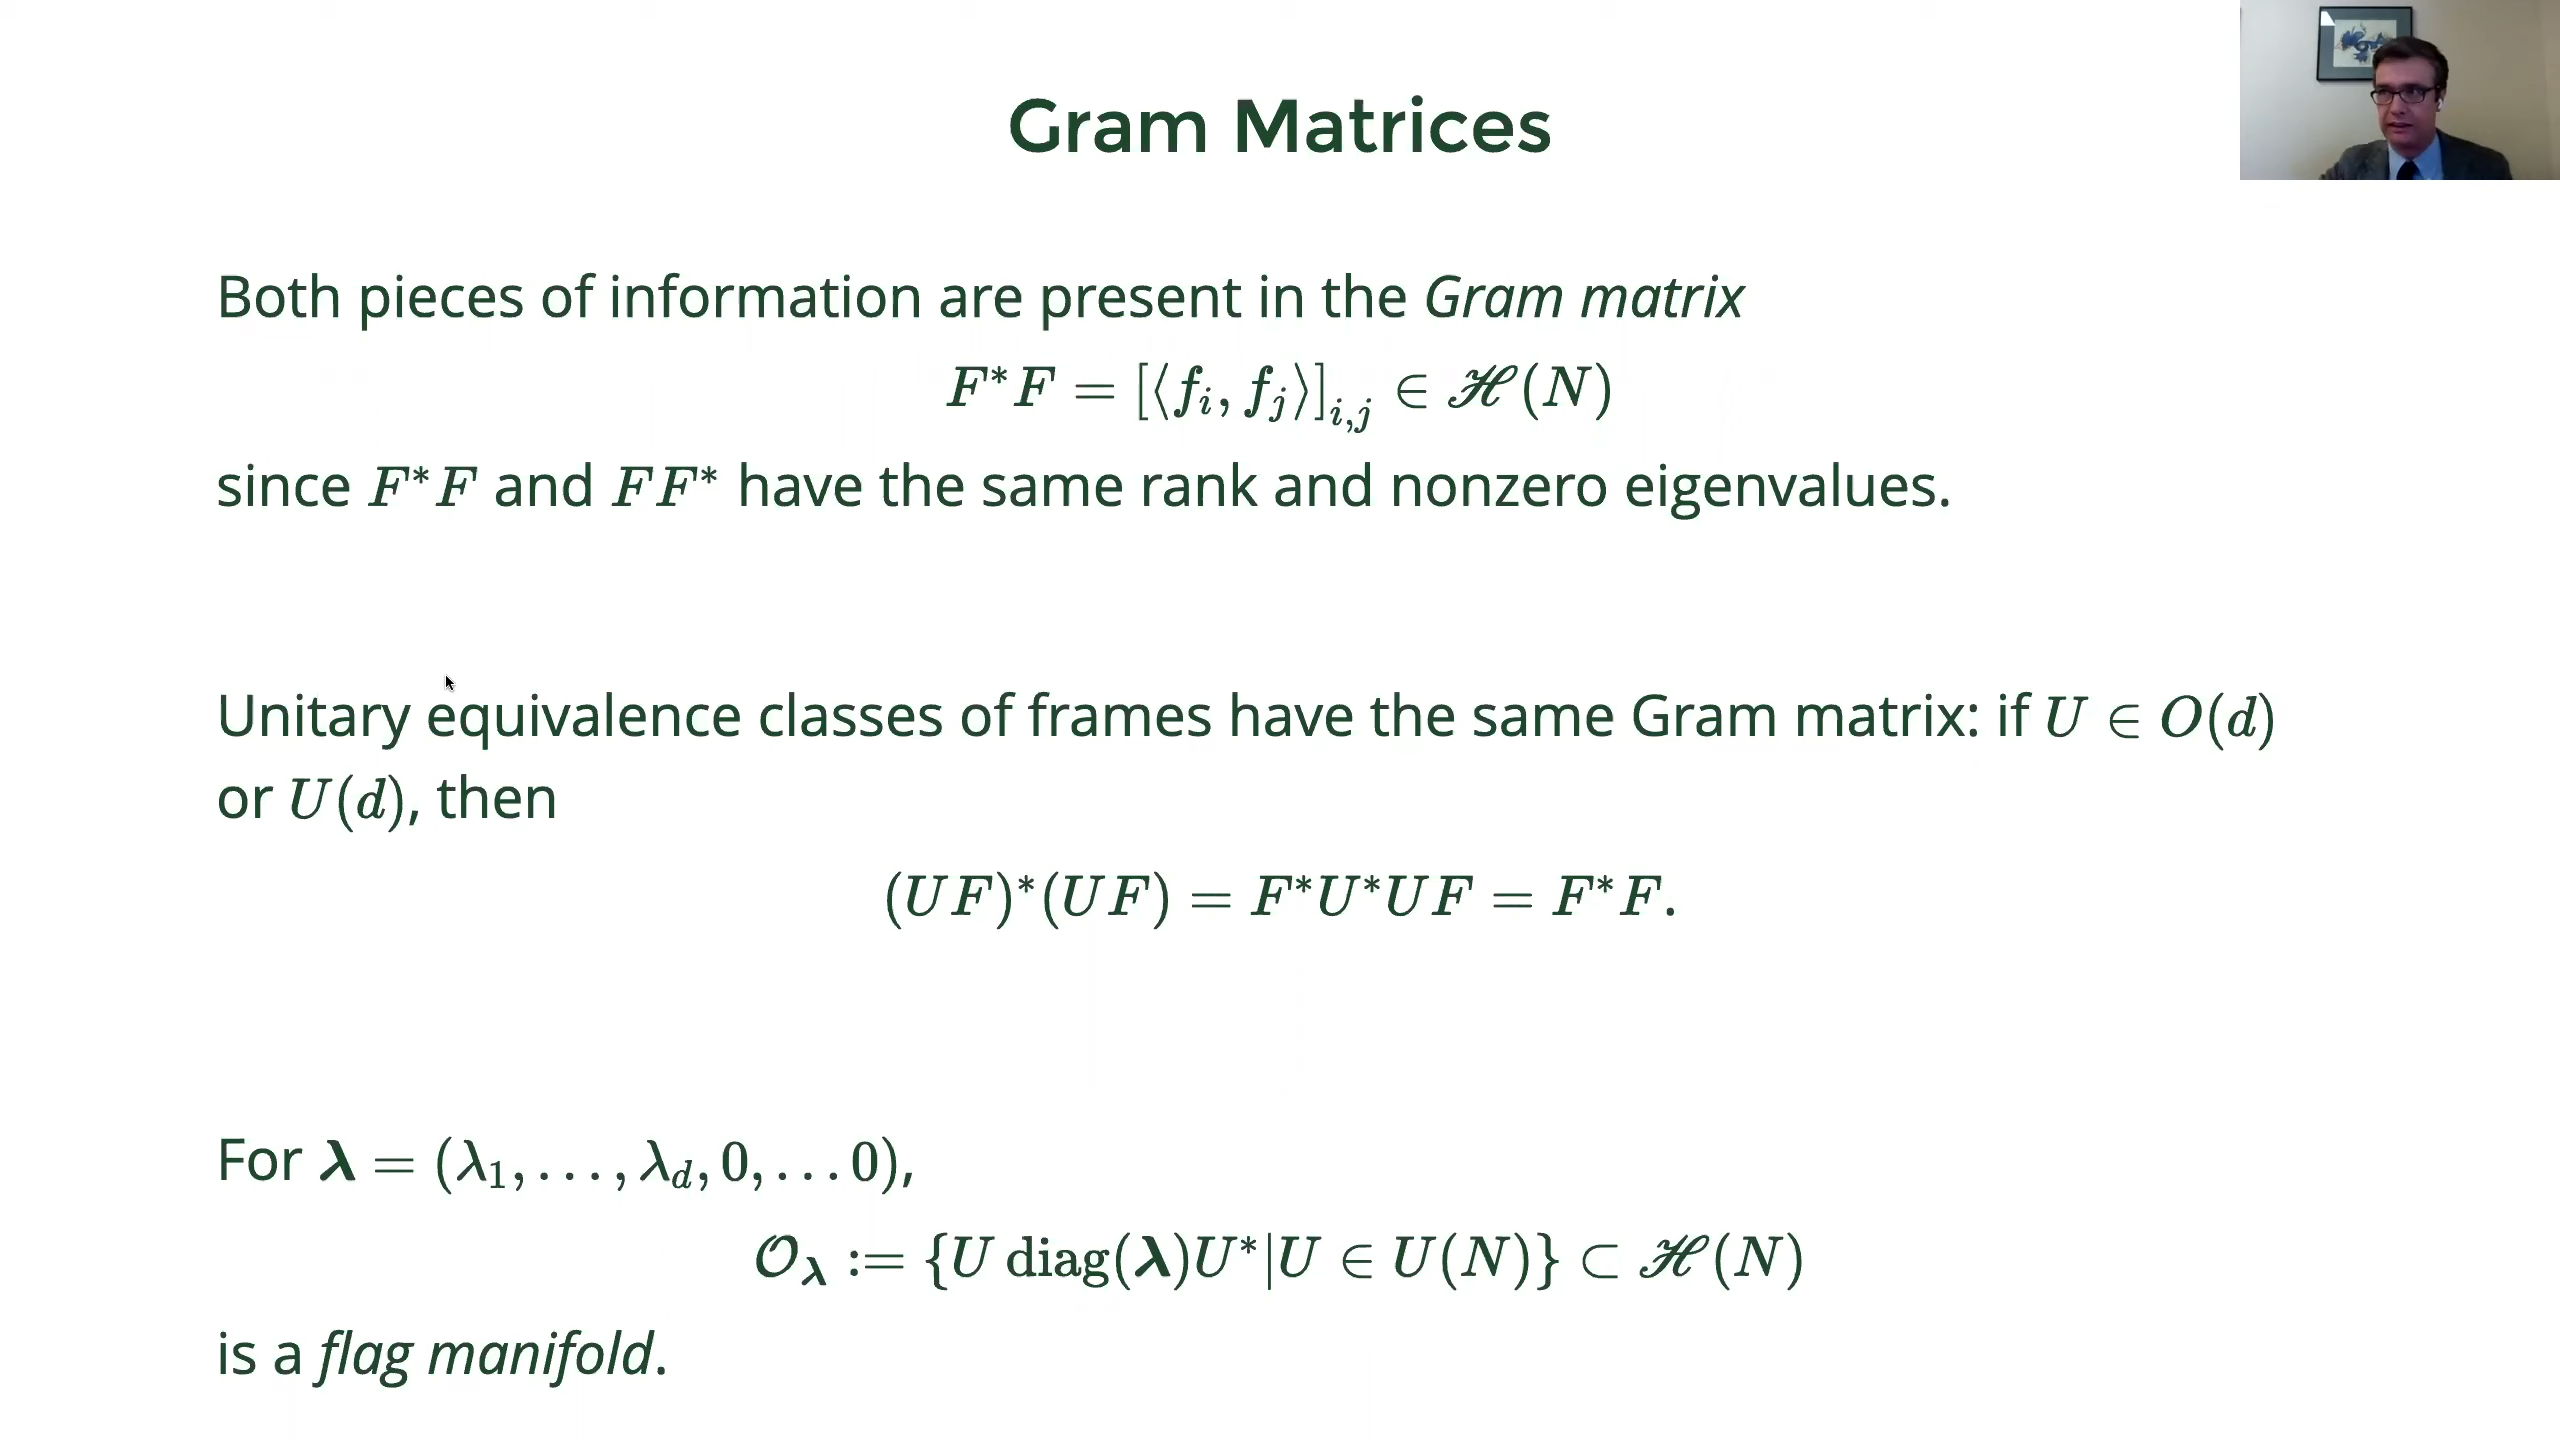 Gram Matrices
Both pieces of information are present in the Gram matrix
F*F = [⟨f_i, f_j⟩]_{i,j} ∈ ℋ(N)
since F*F and FF* have the same rank and nonzero eigenvalues.
Unitary equivalence classes of frames have the same Gram matrix: if U ∈ O(d)
or U(d), then
(UF)*(UF) = F*U*UF = F*F.
For λ = (λ_1, . . . , λ_d, 0, . . . 0),
𝒪_λ := {U diag(λ)U*|U ∈ U(N)} ⊂ ℋ(N)
is a flag manifold.